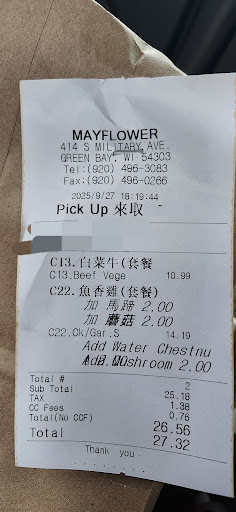 MAYFLOWER
414 S MILITARY AVE.
GREEN BAY, WI 54303
Tel:(920) 496-3083
Fax:(920) 496-0266
2025/9/27 18:19:44
Pick Up 來取
C13.白菜牛(套餐
C13.Beef Vege 10.99
C22.魚香雞(套餐)
加 馬蹄 2.00
加 蘑菇 2.00
C22.Ck/Gar.S 14.19
Add Water Chestnu
Mushroom 2.00
Total # 2
Sub Total 25.18
TAX 1.38
CC Fees 0.76
Total(No CCF) 26.56
Total 27.32
Thank you